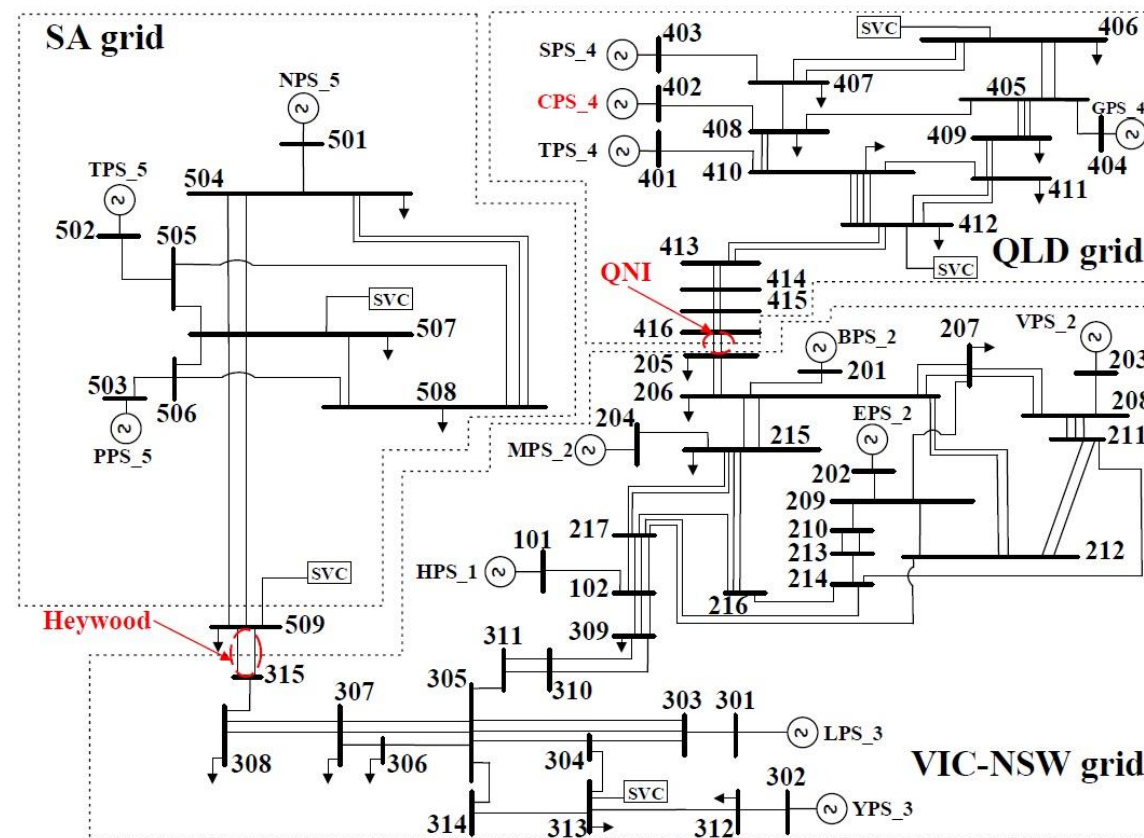 SA grid
NPS_5
501
504
TPS_5
502
505
SVC
507
503
506
508
PPS_5
SVC
509
Heywood
315
SVC
406
SPS_4
403
407
CPS_4
402
405
GPS_4
408
409
404
TPS_4
401
410
411
412
413
QLD grid
QNI
414
SVC
415
416
207
VPS_2
BPS_2
203
205
201
206
208
EPS_2
204
215
211
MPS_2
202
209
217
210
212
101
213
HPS_1
102
214
216
309
311
310
305
307
303
301
LPS_3
308
306
304
302
VIC-NSW grid
SVC
314
313
312
YPS_3